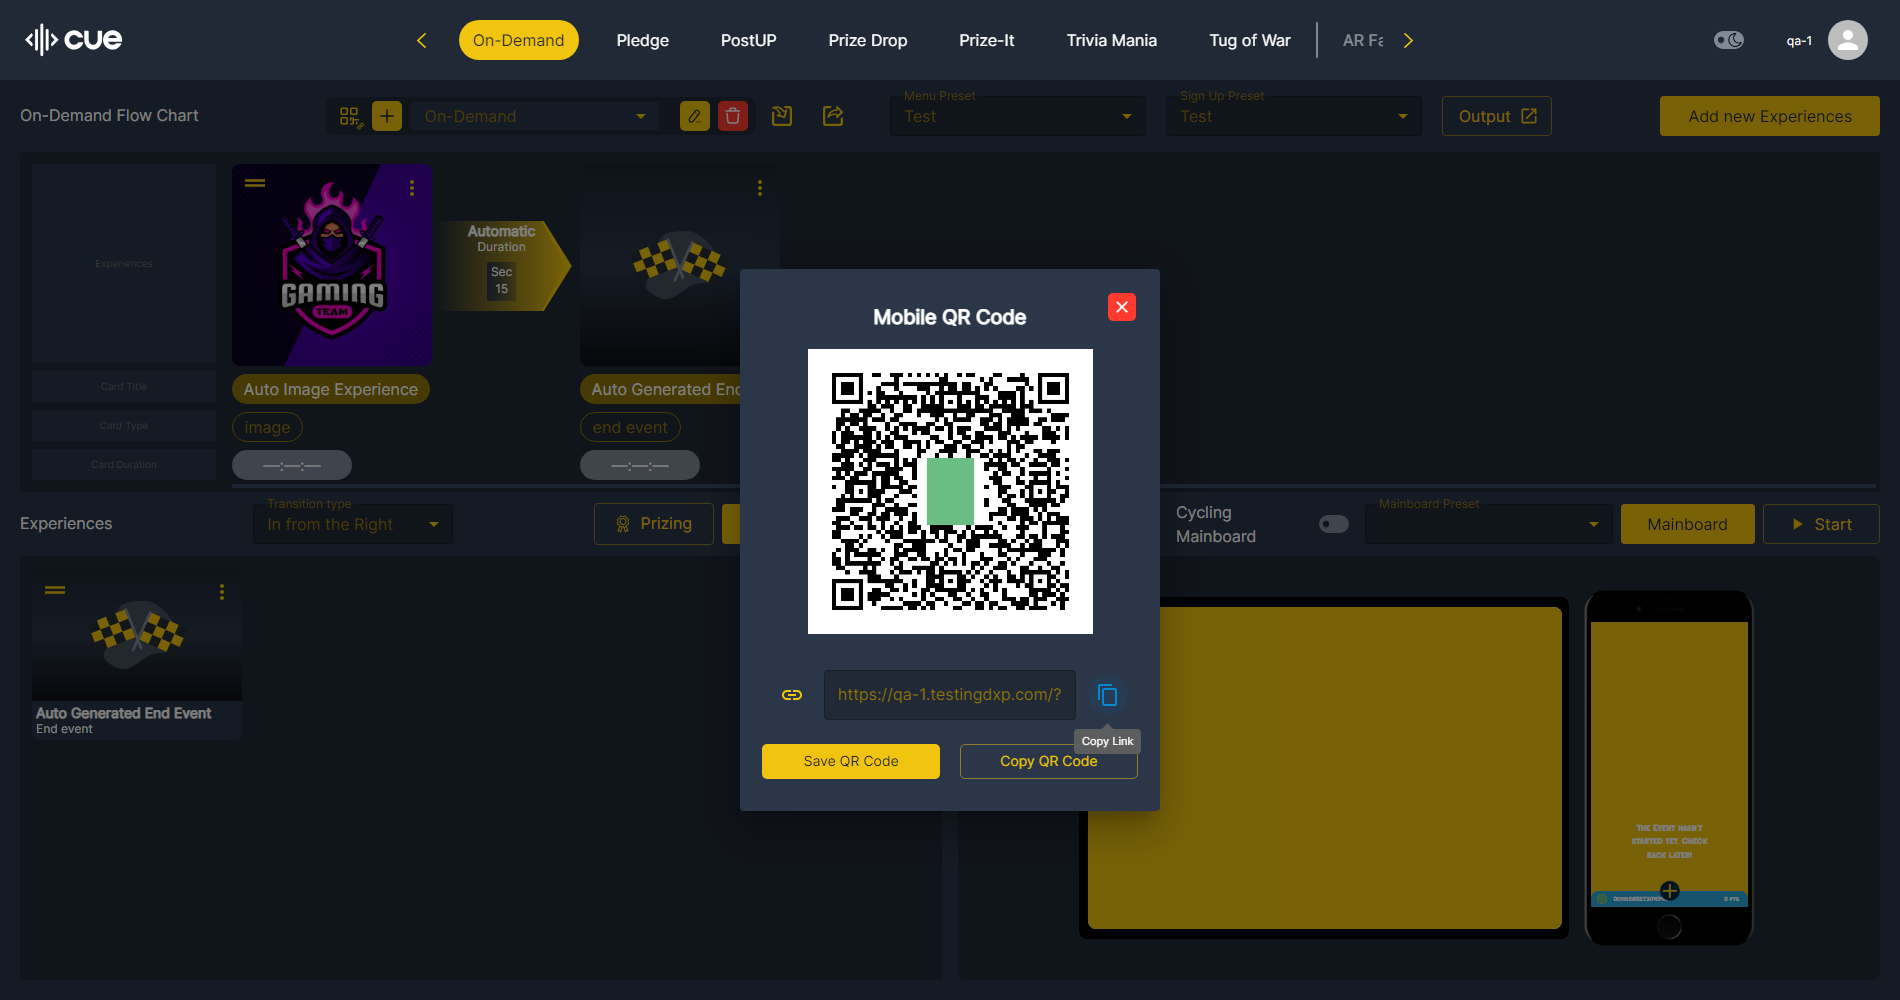 cue
On-Demand
Pledge
PostUP
Prize Drop
Prize-It
Trivia Mania
Tug of War
AR Fa
qa-1
On-Demand Flow Chart
On-Demand
Menu Preset
Test
Sign Up Preset
Test
Output
Add new Experiences
Experiences
Card Title
Card Type
Card Duration
GAMING
TEAM
Automatic
Duration
Sec
15
Auto Image Experience
image
—:—:—
Auto Generated End
end event
—:—:—
Mobile QR Code
https://qa-1.testingdxp.com/?
Copy Link
Save QR Code
Copy QR Code
Experiences
Transition type
In from the Right
Prizing
Cycling
Mainboard
Mainboard Preset
Mainboard
Start
Auto Generated End Event
End event
The Event hasn't
started yet. Check
back later!
0 pts